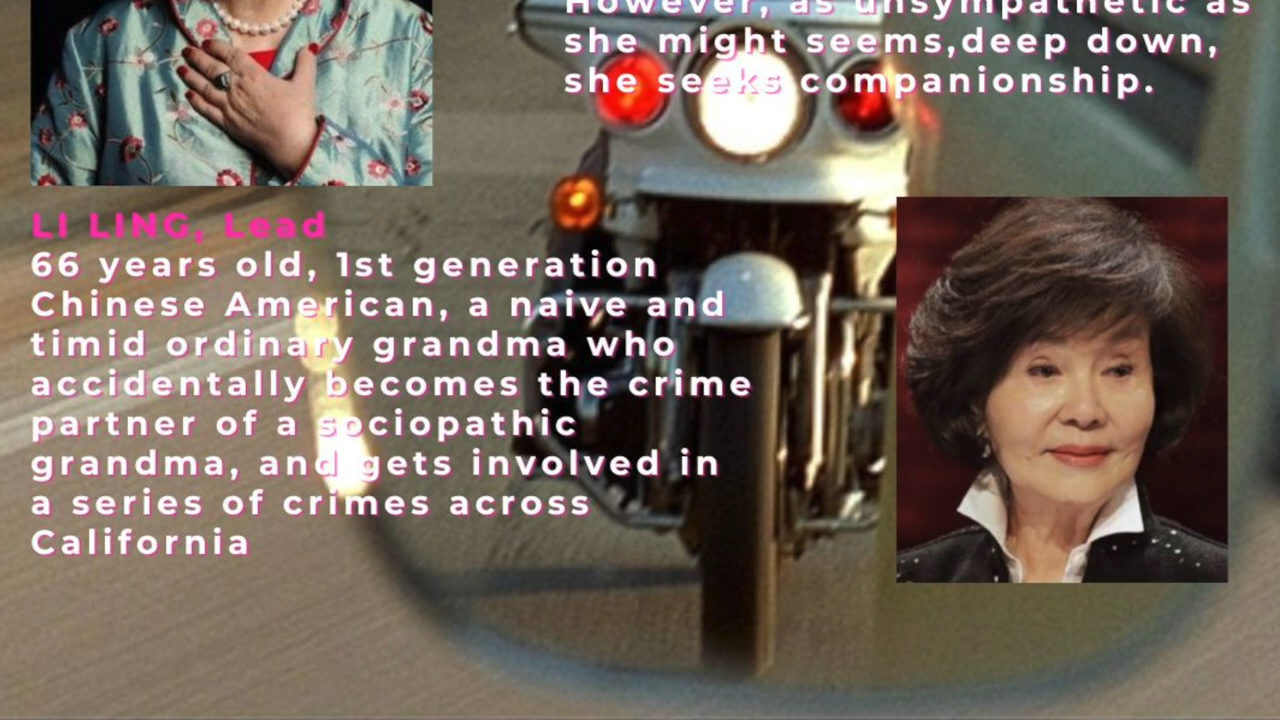 However, as unsympathetic as
she might seems,deep down,
she seeks companionship.
LI LING, Lead
66 years old, 1st generation
Chinese American, a naive and
timid ordinary grandma who
accidentally becomes the crime
partner of a sociopathic
grandma, and gets involved in
a series of crimes across
California